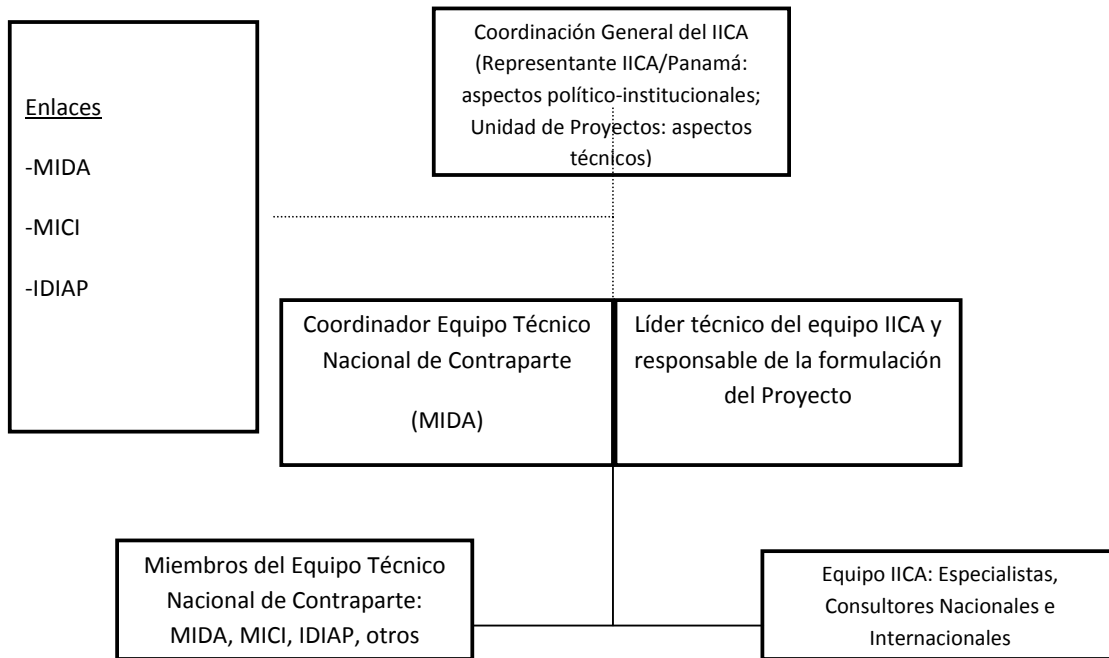 Enlaces
-MIDA
-MICI
-IDIAP
Coordinación General del IICA
(Representante IICA/Panamá:
aspectos político-institucionales;
Unidad de Proyectos: aspectos
técnicos)
Coordinador Equipo Técnico
Nacional de Contraparte
(MIDA)
Líder técnico del equipo IICA y
responsable de la formulación
del Proyecto
Miembros del Equipo Técnico
Nacional de Contraparte:
MIDA, MICI, IDIAP, otros
Equipo IICA: Especialistas,
Consultores Nacionales e
Internacionales